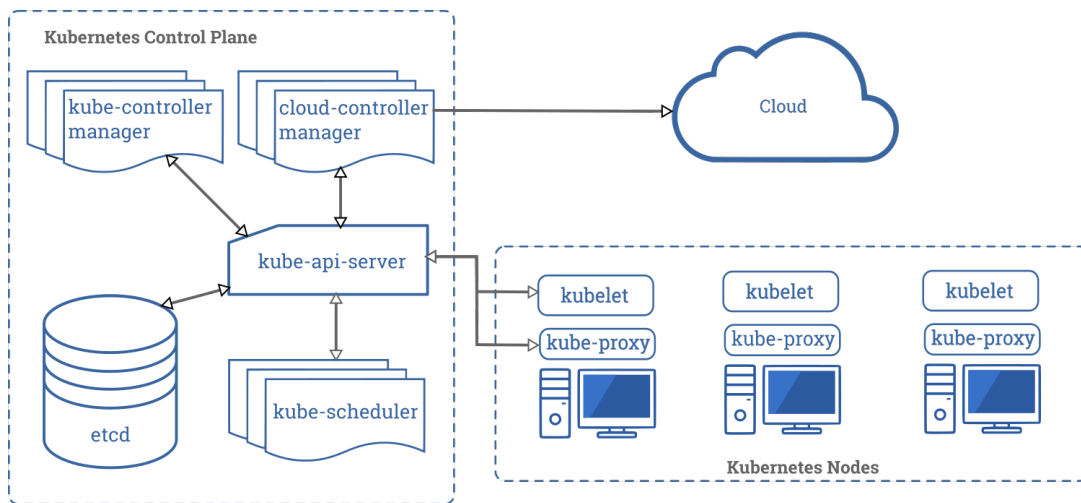 Kubernetes Control Plane
kube-controller
manager
cloud-controller
manager
Cloud
kube-api-server
etcd
kube-scheduler
kubelet
kubelet
kubelet
kube-proxy
kube-proxy
kube-proxy
Kubernetes Nodes